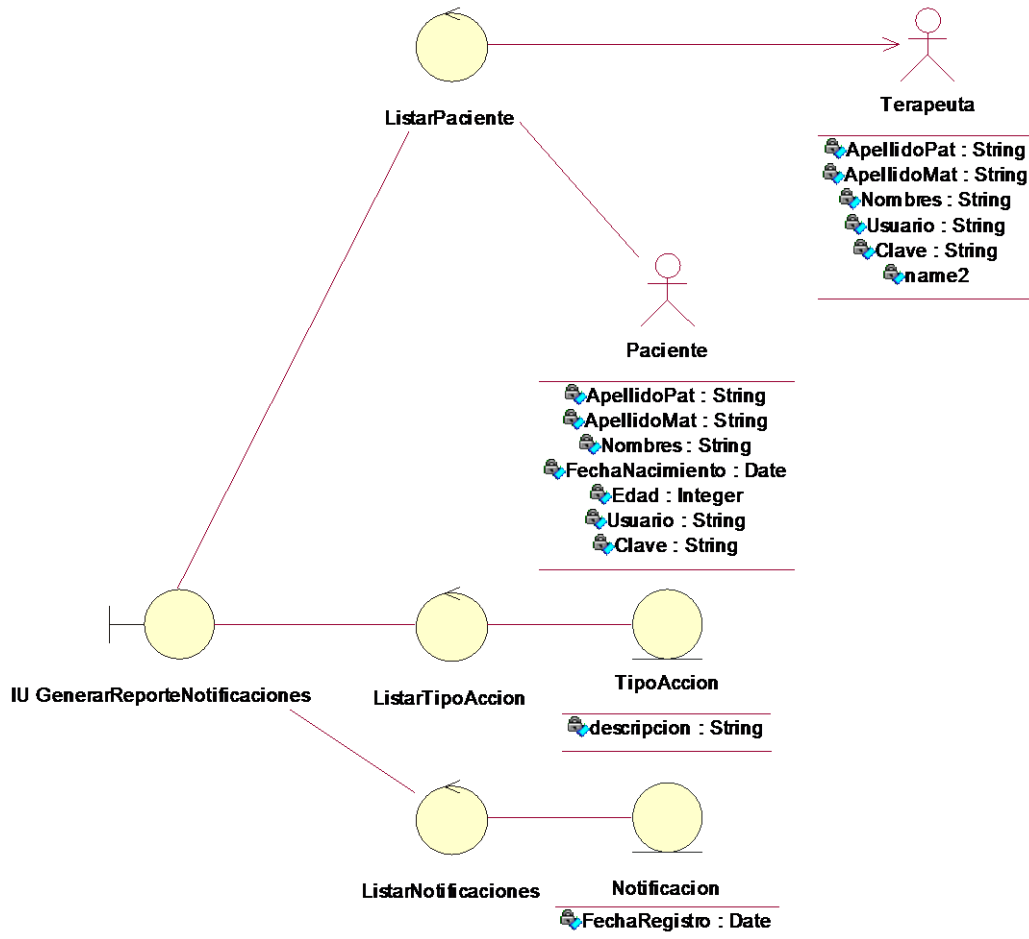 ListarPaciente
Terapeuta
ApellidoPat : String
ApellidoMat : String
Nombres : String
Usuario : String
Clave : String
name2
Paciente
ApellidoPat : String
ApellidoMat : String
Nombres : String
FechaNacimiento : Date
Edad : Integer
Usuario : String
Clave : String
IU GenerarReporteNotificaciones
ListarTipoAccion
TipoAccion
descripcion : String
ListarNotificaciones
Notificacion
FechaRegistro : Date